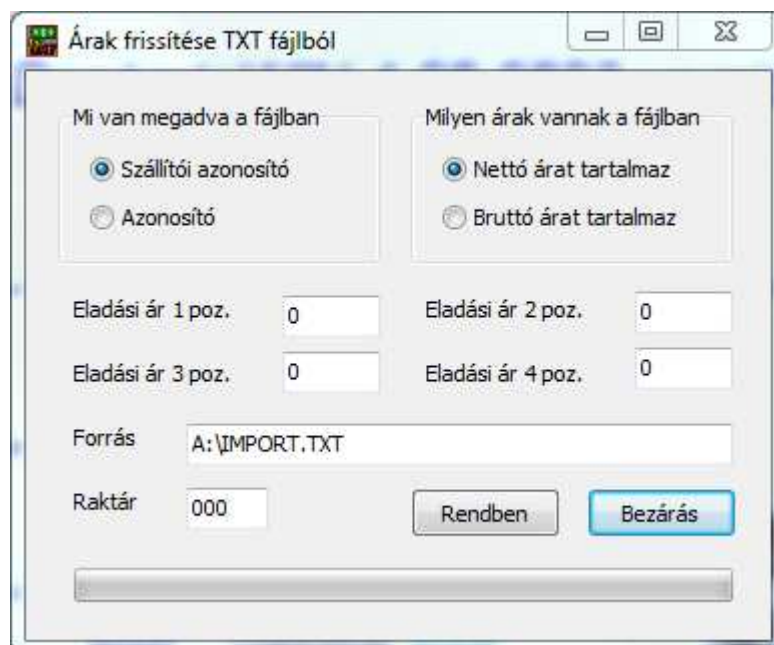 Árak frissítése TXT fájlból
Mi van megadva a fájlban
Szállítói azonosító
Azonosító
Milyen árak vannak a fájlban
Nettó árat tartalmaz
Bruttó árat tartalmaz
Eladási ár 1 poz. 0
Eladási ár 2 poz. 0
Eladási ár 3 poz. 0
Eladási ár 4 poz. 0
Forrás A:\IMPORT.TXT
Raktár 000
Rendben
Bezárás